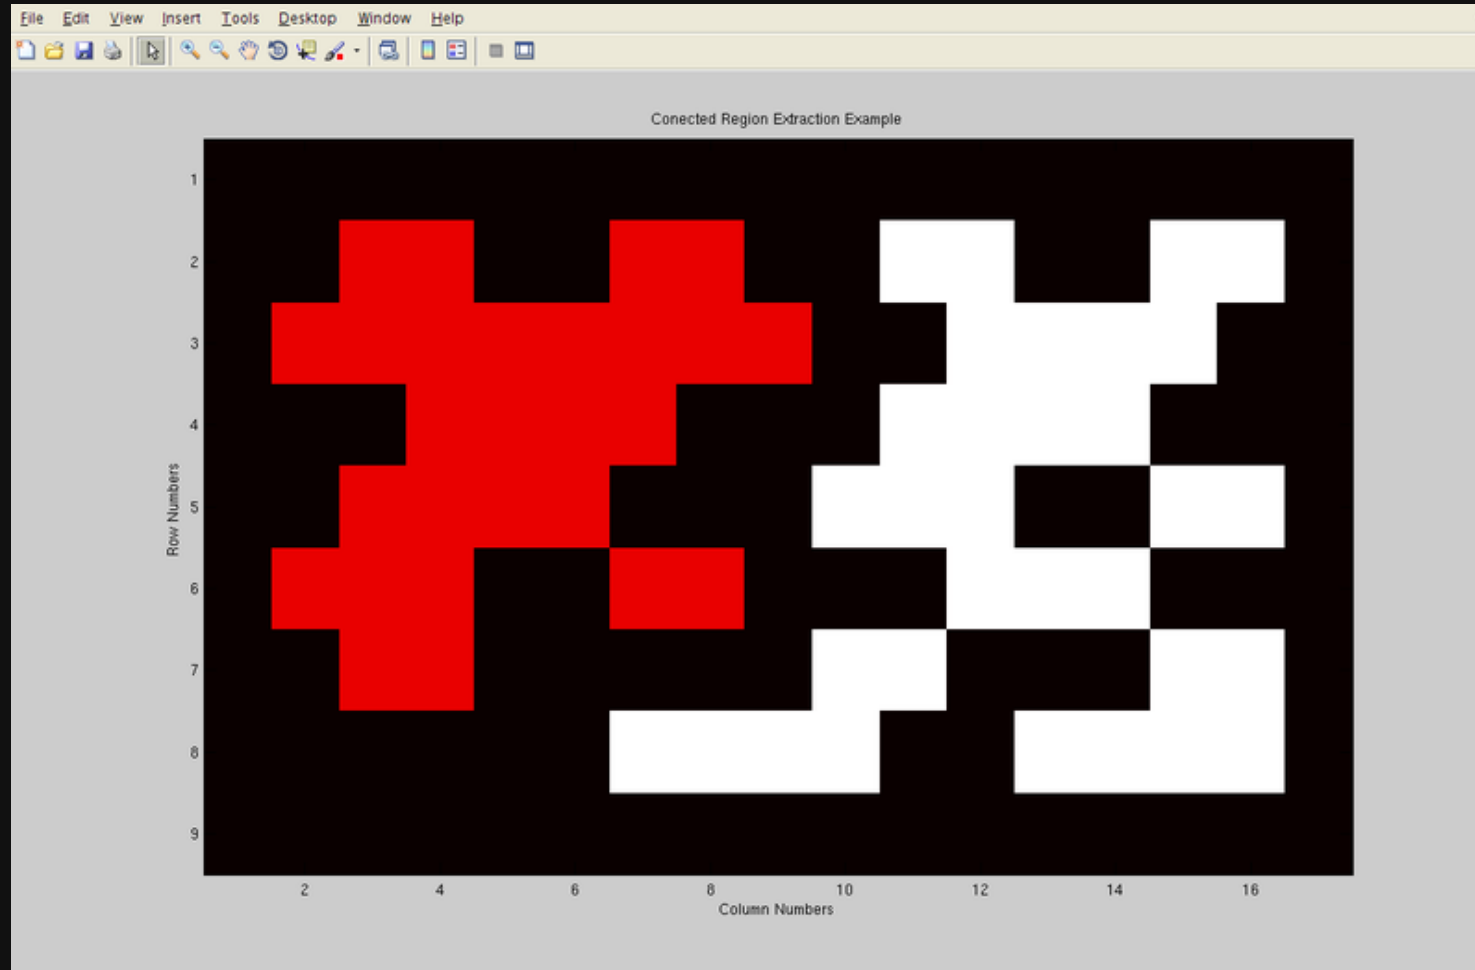 File Edit View Insert Tools Desktop Window Help
Conected Region Extraction Example
1
2
3
4
5
6
7
8
9
Row Numbers
2 4 6 8 10 12 14 16
Column Numbers